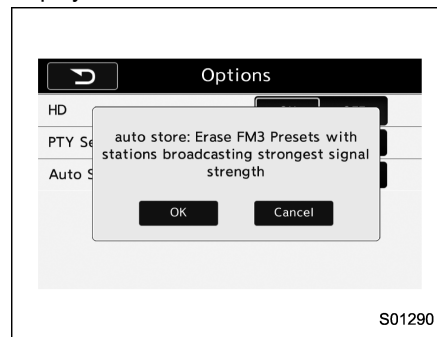 Options
HD
PTY Se
auto store: Erase FM3 Presets with
stations broadcasting strongest signal
strength
Auto S
OK
Cancel
S01290